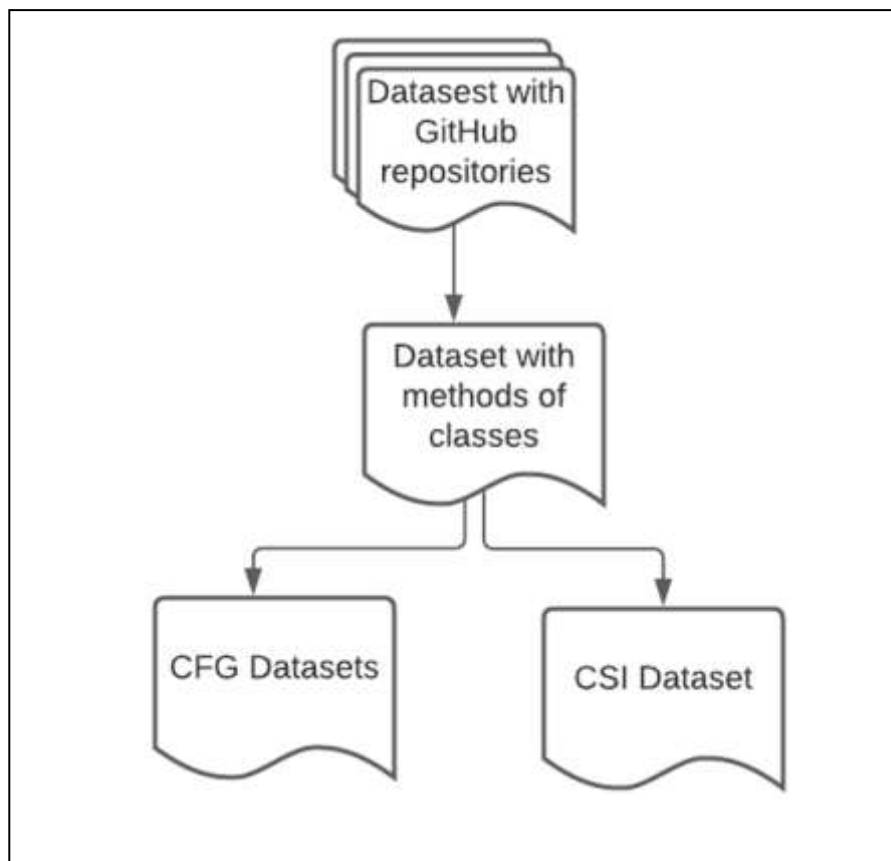 Datasest with
GitHub
repositories
Dataset with
methods of
classes
CFG Datasets
CSI Dataset